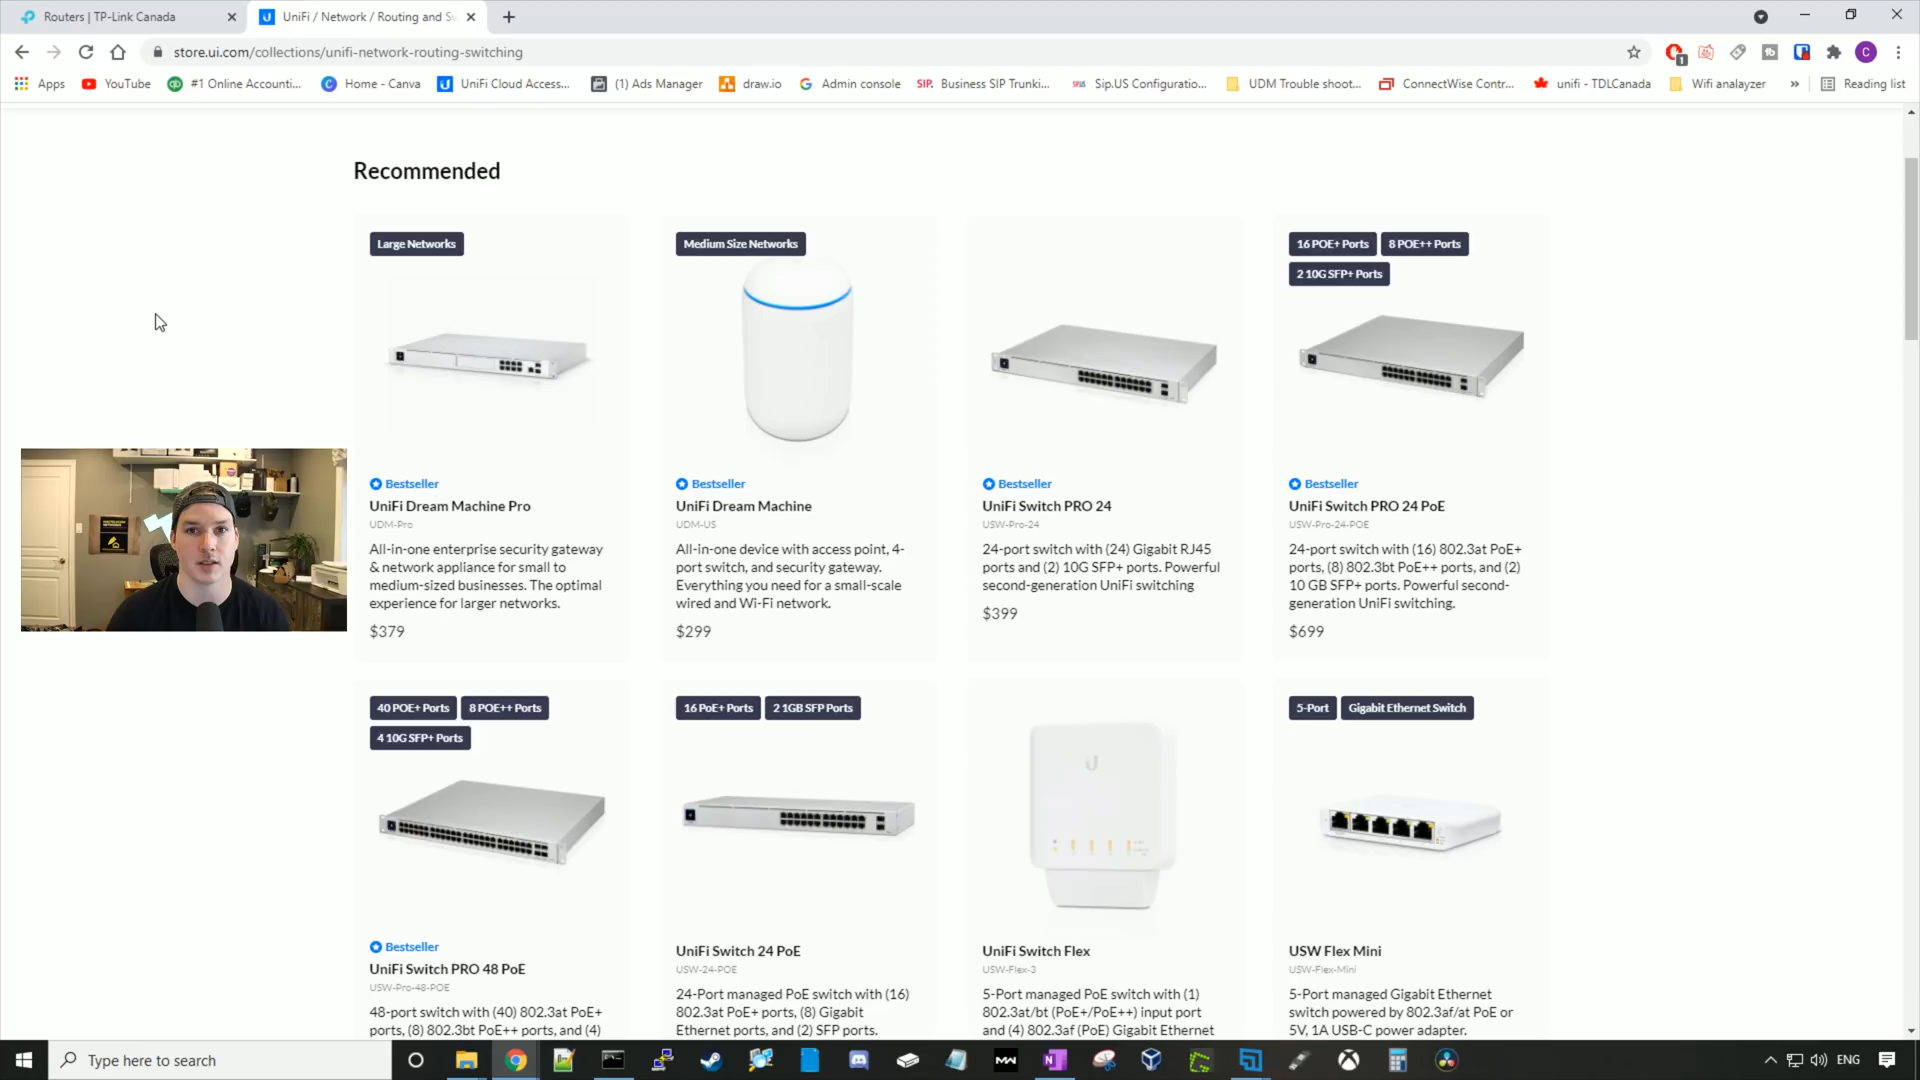 Routers | TP-Link Canada
UniFi / Network / Routing and Sw
store.ui.com/collections/unifi-network-routing-switching
Apps
YouTube
#1 Online Accounti...
Home - Canva
UniFi Cloud Access...
(1) Ads Manager
draw.io
Admin console
SIP. Business SIP Trunki...
Sip.US Configuratio...
UDM Trouble shoot...
ConnectWise Contr...
unifi - TDLCanada
Wifi analayzer
»
Reading list
Recommended
Large Networks
Medium Size Networks
16 POE+ Ports
8 POE++ Ports
2 10G SFP+ Ports
Bestseller
UniFi Dream Machine Pro
UDM-Pro
All-in-one enterprise security gateway
& network appliance for small to
medium-sized businesses. The optimal
experience for larger networks.
$379
Bestseller
UniFi Dream Machine
UDM-US
All-in-one device with access point, 4-
port switch, and security gateway.
Everything you need for a small-scale
wired and Wi-Fi network.
$299
Bestseller
UniFi Switch PRO 24
USW-Pro-24
24-port switch with (24) Gigabit RJ45
ports and (2) 10G SFP+ ports. Powerful
second-generation UniFi switching
$399
Bestseller
UniFi Switch PRO 24 PoE
USW-Pro-24-POE
24-port switch with (16) 802.3at PoE+
ports, (8) 802.3bt PoE++ ports, and (2)
10 GB SFP+ ports. Powerful second-
generation UniFi switching.
$699
40 POE+ Ports
8 POE++ Ports
4 10G SFP+ Ports
16 PoE+ Ports
2 1GB SFP Ports
5-Port
Gigabit Ethernet Switch
Bestseller
UniFi Switch PRO 48 PoE
USW-Pro-48-POE
48-port switch with (40) 802.3at PoE+
ports, (8) 802.3bt PoE++ ports, and (4)
UniFi Switch 24 PoE
USW-24-POE
24-Port managed PoE switch with (16)
802.3at PoE+ ports, (8) Gigabit
Ethernet ports, and (2) SFP ports.
UniFi Switch Flex
USW-Flex-3
5-Port managed PoE switch with (1)
802.3at/bt (PoE+/PoE++) input port
and (4) 802.3af (PoE) Gigabit Ethernet
USW Flex Mini
USW-Flex-Mini
5-Port managed Gigabit Ethernet
switch powered by 802.3af/at PoE or
5V, 1A USB-C power adapter.
Type here to search
ENG